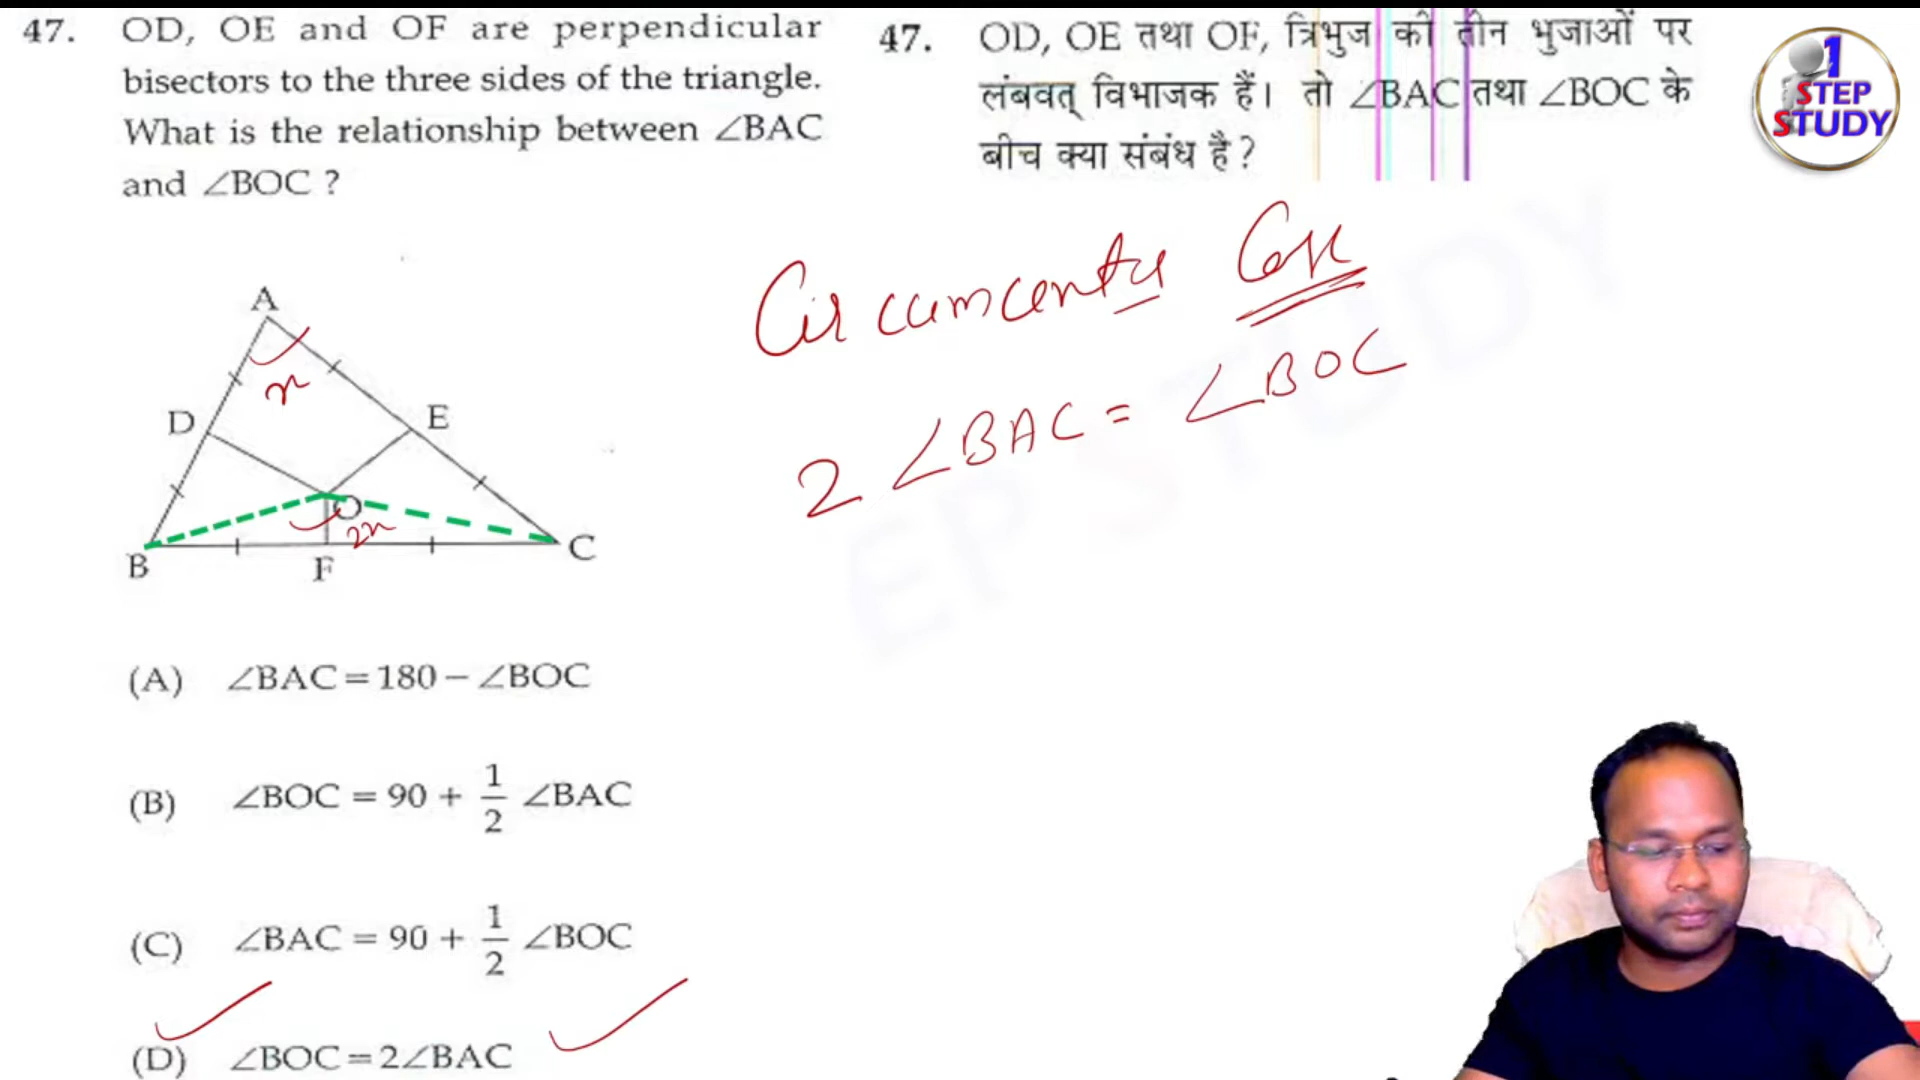 47. OD, OE and OF are perpendicular
bisectors to the three sides of the triangle.
What is the relationship between ∠BAC
and ∠BOC ?
47. OD, OE तथा OF, त्रिभुज की तीन भुजाओं पर
लंबवत् विभाजक हैं। तो ∠BAC तथा ∠BOC के
बीच क्या संबंध है ?
1
STEP
STUDY
Circumcenter
2 ∠BAC = ∠BOC
A
x
D
E
O
2x
B
F
C
EP STUDY
(A) ∠BAC = 180 − ∠BOC
(B) ∠BOC = 90 + 1/2 ∠BAC
(C) ∠BAC = 90 + 1/2 ∠BOC
(D) ∠BOC = 2∠BAC